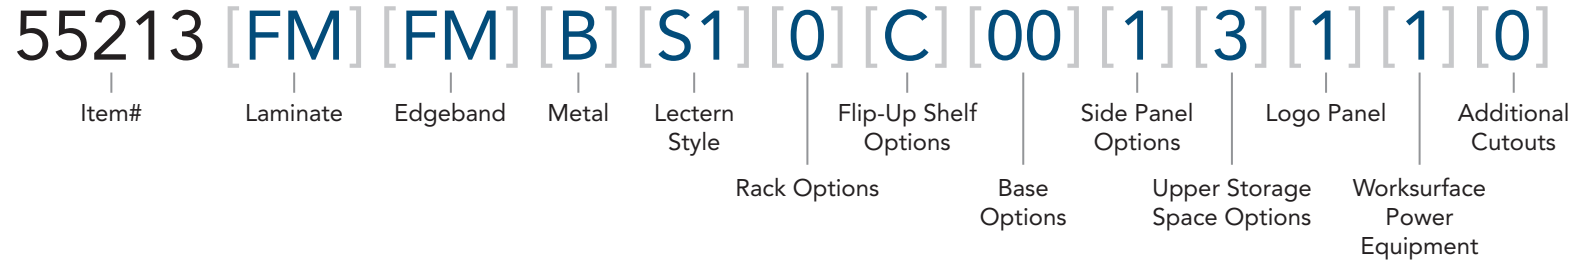 55213 [FM] [FM] [B] [S1] [0] [C] [00] [1] [3] [1] [1] [0]
Item#
Laminate
Edgeband
Metal
Lectern
Style
Rack Options
Flip-Up Shelf
Options
Base
Options
Side Panel
Options
Upper Storage
Space Options
Logo Panel
Worksurface
Power
Equipment
Additional
Cutouts